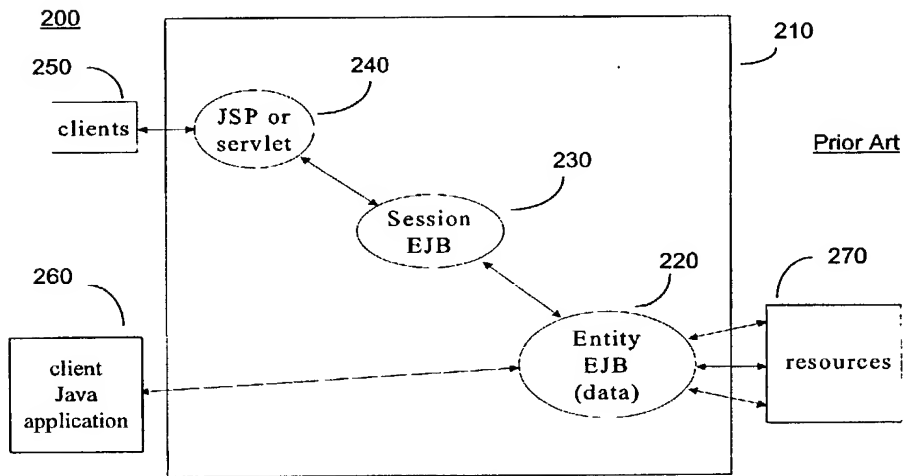 200
210
250
240
clients
JSP or
servlet
Prior Art
230
Session
EJB
260
220
270
client
Java
application
Entity
EJB
(data)
resources